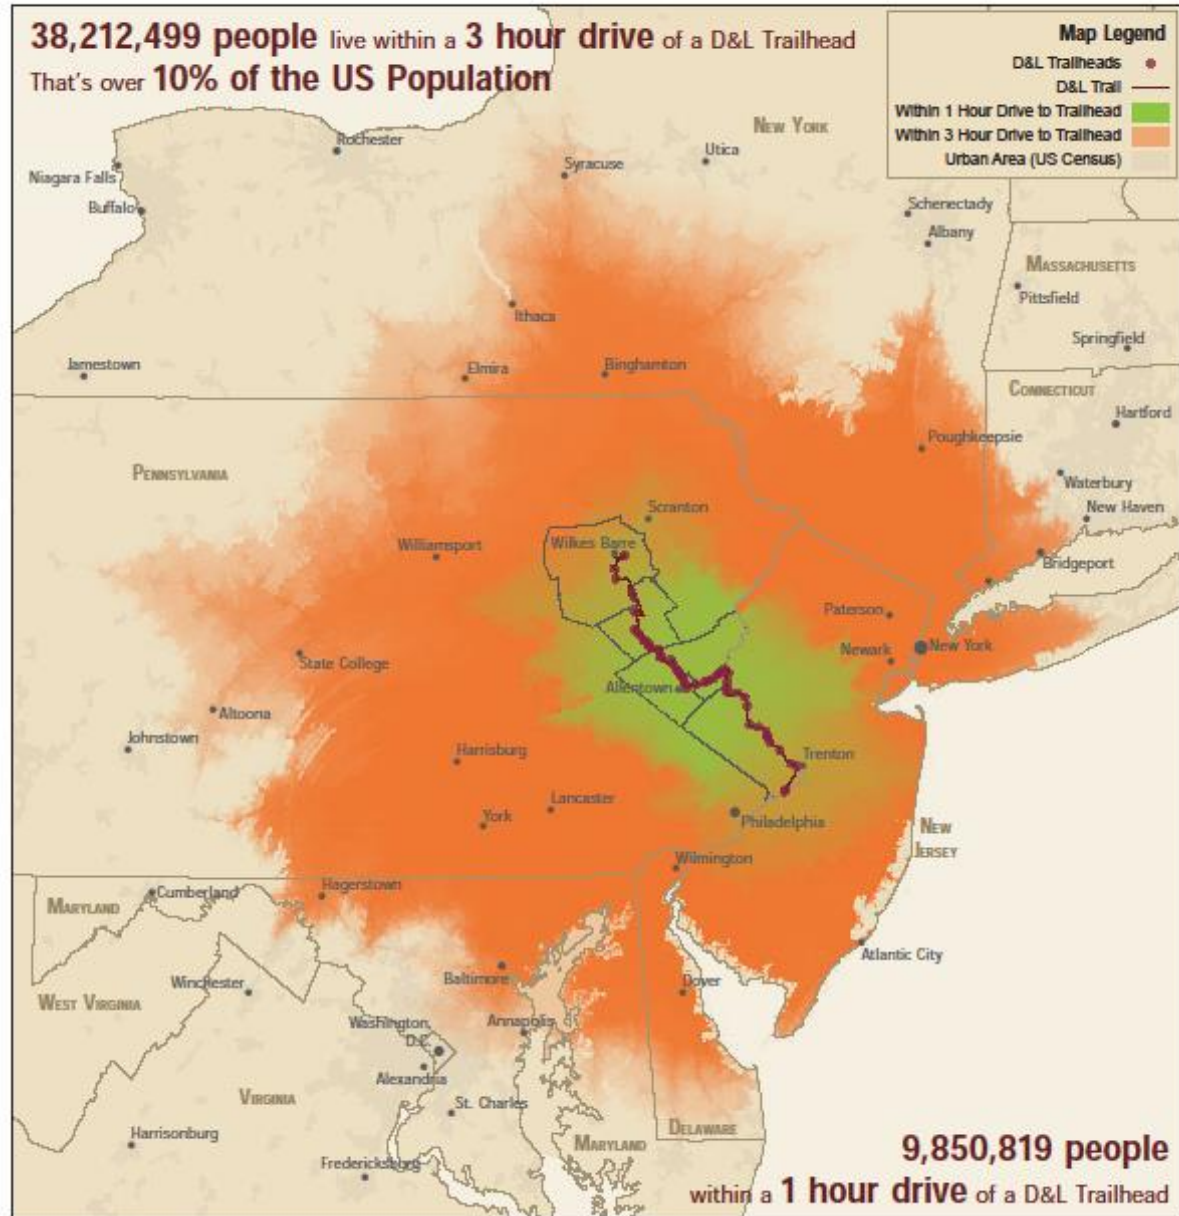 38,212,499 people live within a 3 hour drive of a D&L Trailhead
That's over 10% of the US Population
Map Legend
D&L Trailheads
D&L Trail
Within 1 Hour Drive to Trailhead
Within 3 Hour Drive to Trailhead
Urban Area (US Census)
NEW YORK
Rochester
Utica
Syracuse
Niagara Falls
Buffalo
Schenectady
Albany
MASSACHUSETTS
Pittsfield
Ithaca
Springfield
Jamestown
Elmira
Binghamton
CONNECTICUT
Hartford
Poughkeepsie
PENNSYLVANIA
Waterbury
Scranton
New Haven
Williamsport
Wilkes Barre
Bridgeport
Paterson
Newark
New York
State College
Allentown
Altoona
Johnstown
Harrisburg
Trenton
Lancaster
York
Philadelphia
NEW
JERSEY
Wilmington
Hagerstown
Cumberland
MARYLAND
Atlantic City
Baltimore
Winchester
Dover
WEST VIRGINIA
Annapolis
Washington,
D.C.
Alexandria
VIRGINIA
St. Charles
Harrisonburg
DELAWARE
MARYLAND
Fredericksburg
9,850,819 people
within a 1 hour drive of a D&L Trailhead